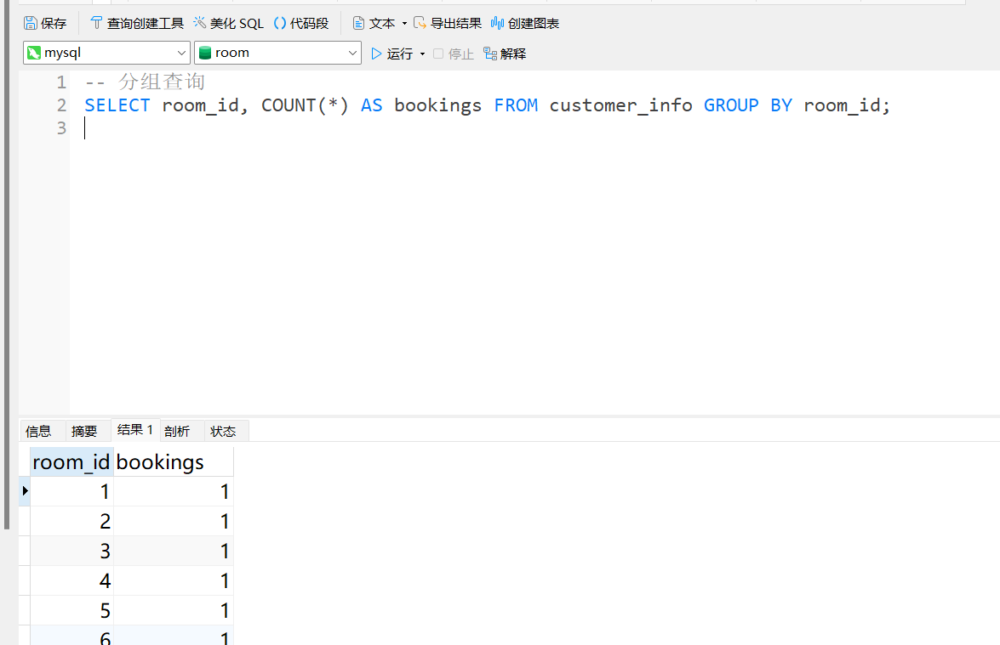 保存 查询创建工具 美化 SQL () 代码段 文本 导出结果 创建图表
mysql room 运行 停止 解释
1 -- 分组查询
2 SELECT room_id, COUNT(*) AS bookings FROM customer_info GROUP BY room_id;
3
信息 摘要 结果 1 剖析 状态
room_id bookings
1 1
2 1
3 1
4 1
5 1
6 1